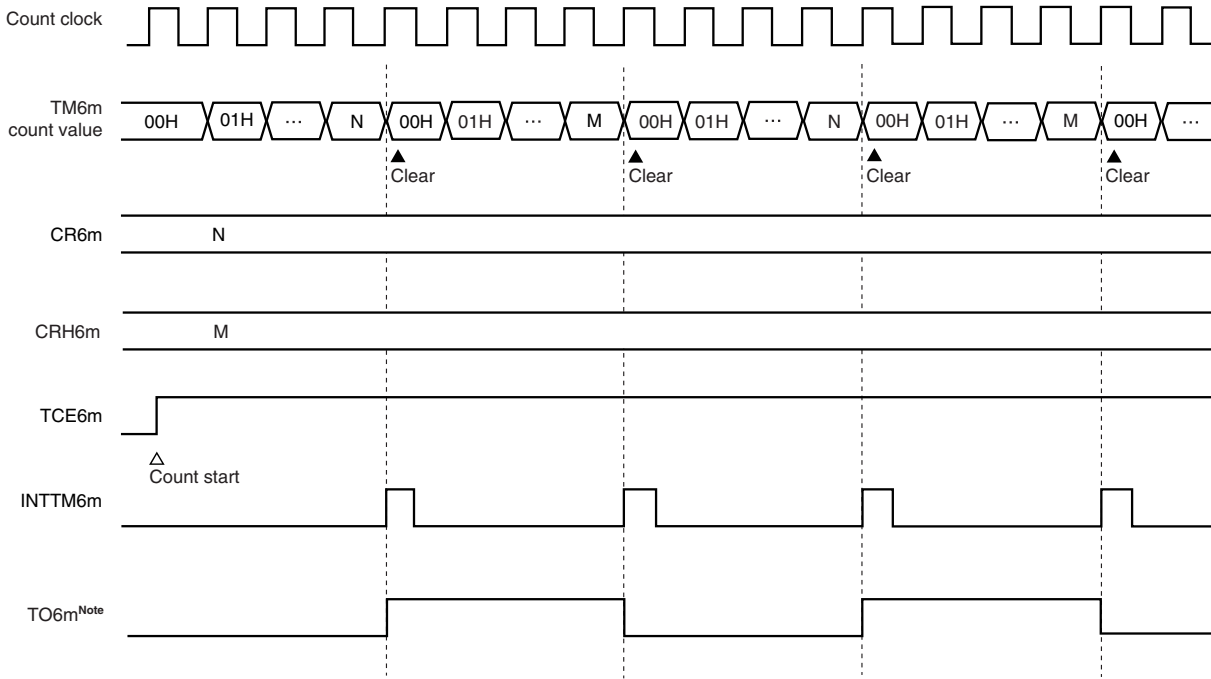 Count clock
TM6m
count value
00H 01H ... N 00H 01H ... M 00H 01H ... N 00H 01H ... M 00H ...
Clear Clear Clear Clear
CR6m N
CRH6m M
TCE6m
Count start
INTTM6m
TO6mNote